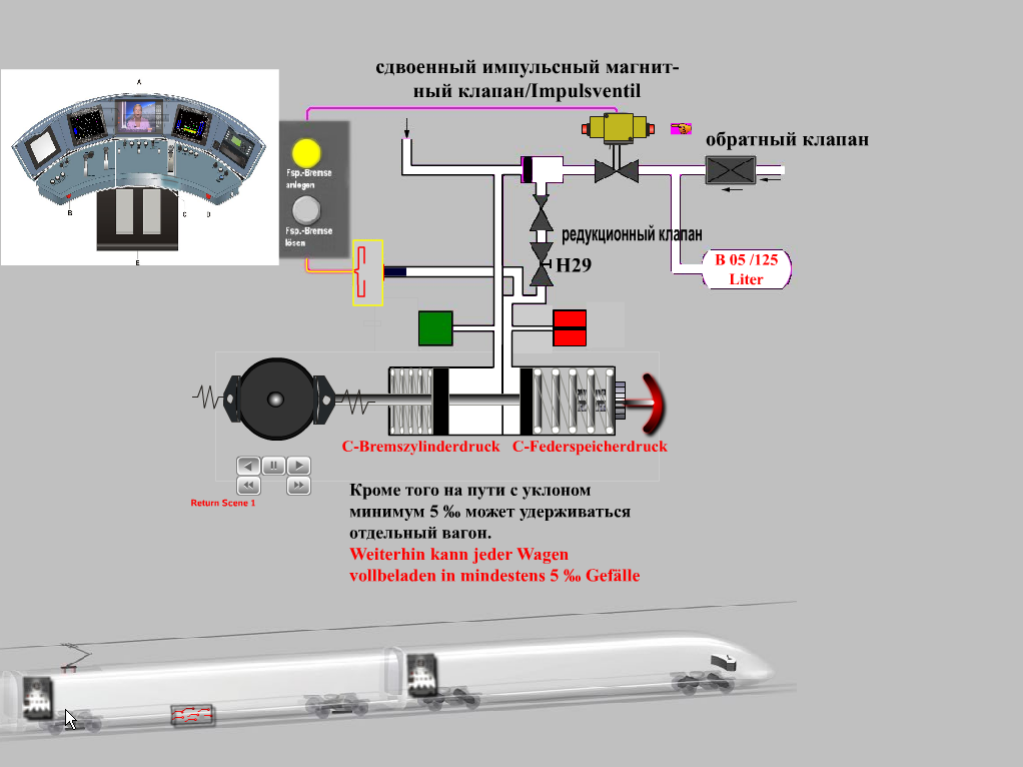 сдвоенный импульсный магнит-
ный клапан/Impulsventil
A
обратный клапан
Fsp.-Bremse
anlegen
B
C
D
Fsp.-Bremse
lösen
редукционный клапан
H29
B 05 /125
Liter
E
C-Bremszylinderdruck
C-Federspeicherdruck
Return Scene 1
Кроме того на пути с уклоном
минимум 5 ‰ может удерживаться
отдельный вагон.
Weiterhin kann jeder Wagen
vollbeladen in mindestens 5 ‰ Gefälle